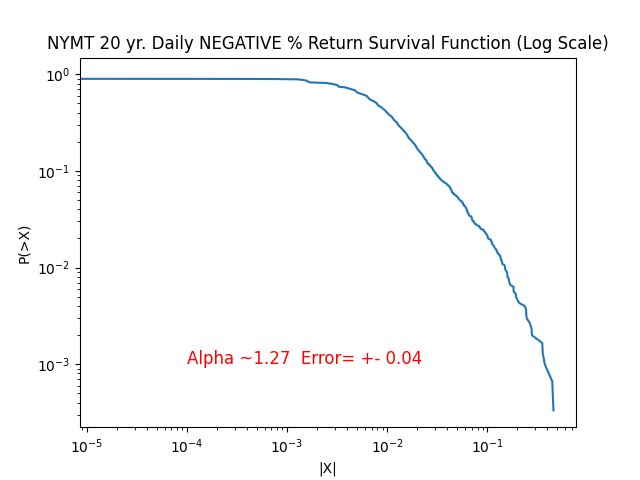 NYMT 20 yr. Daily NEGATIVE % Return Survival Function (Log Scale)
10⁰
10⁻¹
10⁻²
10⁻³
P(>X)
Alpha ~1.27  Error= +- 0.04
10⁻⁵ 10⁻⁴ 10⁻³ 10⁻² 10⁻¹
|X|